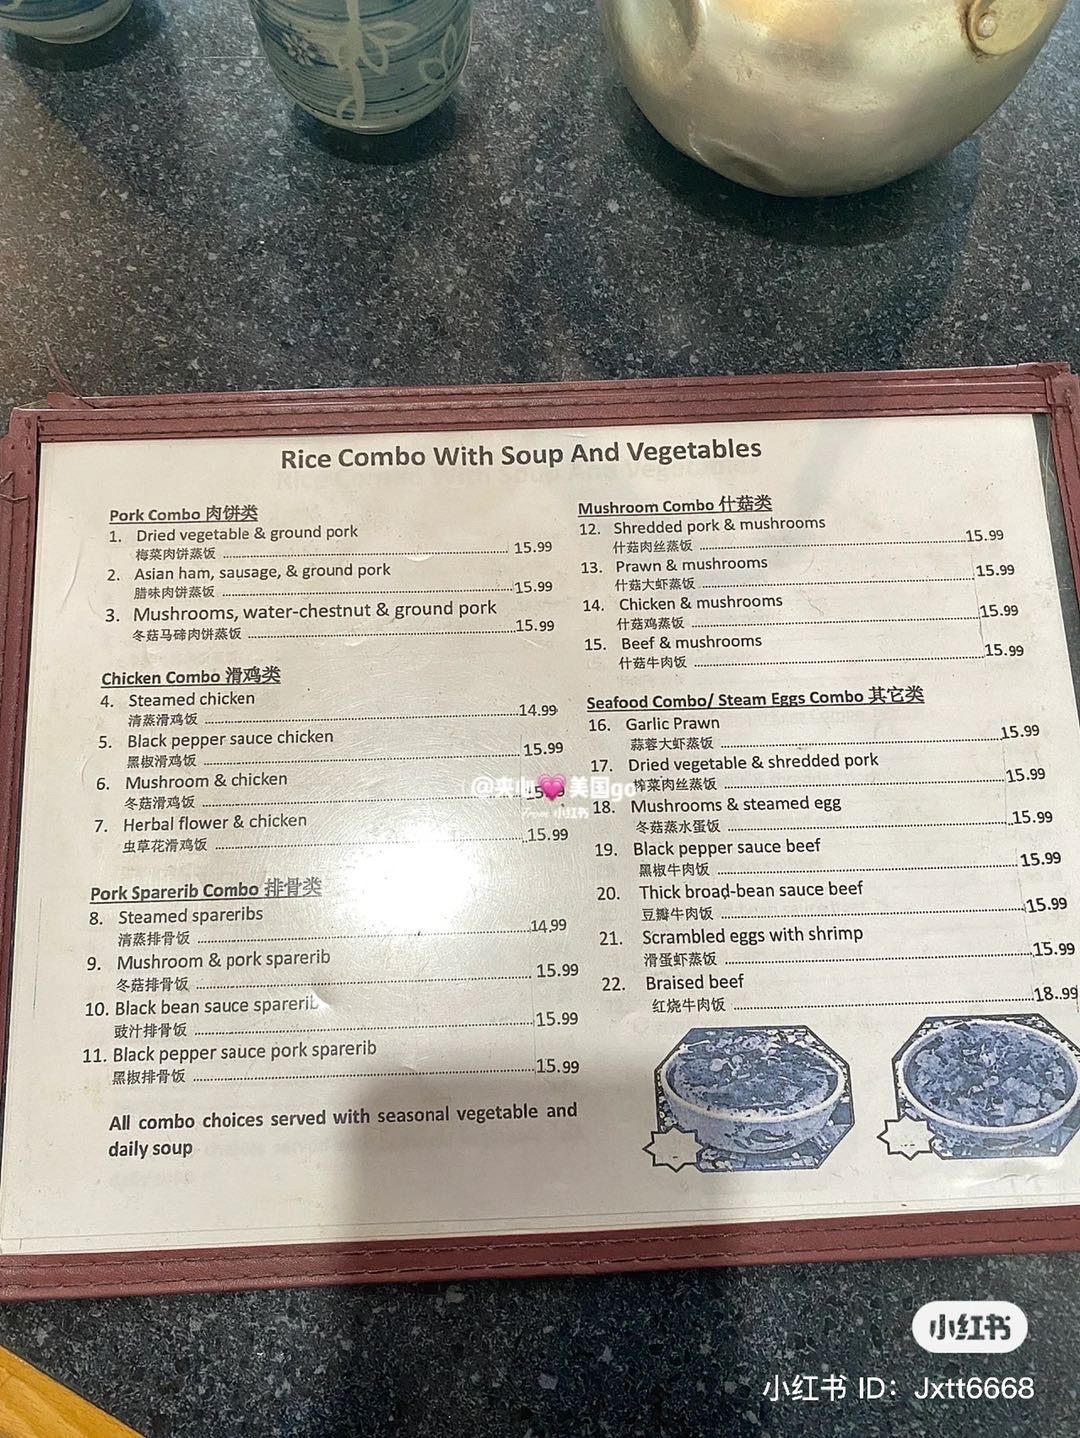 Rice Combo With Soup And Vegetables
Pork Combo 肉饼类
1. Dried vegetable & ground pork
梅菜肉饼蒸饭 15.99
2. Asian ham, sausage, & ground pork
腊味肉饼蒸饭 15.99
3. Mushrooms, water-chestnut & ground pork
冬菇马碲肉饼蒸饭 15.99
Chicken Combo 滑鸡类
4. Steamed chicken
清蒸滑鸡饭 14.99
5. Black pepper sauce chicken
黑椒滑鸡饭 15.99
6. Mushroom & chicken
冬菇滑鸡饭
7. Herbal flower & chicken
虫草花滑鸡饭 15.99
Pork Sparerib Combo 排骨类
8. Steamed spareribs
清蒸排骨饭 14.99
9. Mushroom & pork sparerib
冬菇排骨饭 15.99
10. Black bean sauce sparerib
豉汁排骨饭 15.99
11. Black pepper sauce pork sparerib
黑椒排骨饭 15.99
All combo choices served with seasonal vegetable and
daily soup
Mushroom Combo 什菇类
12. Shredded pork & mushrooms
什菇肉丝蒸饭 15.99
13. Prawn & mushrooms
什菇大虾蒸饭 15.99
14. Chicken & mushrooms
什菇鸡蒸饭 15.99
15. Beef & mushrooms
什菇牛肉饭 15.99
Seafood Combo/ Steam Eggs Combo 其它类
16. Garlic Prawn
蒜蓉大虾蒸饭 15.99
17. Dried vegetable & shredded pork
榨菜肉丝蒸饭 15.99
18. Mushrooms & steamed egg
冬菇蒸水蛋饭 15.99
19. Black pepper sauce beef
黑椒牛肉饭 15.99
20. Thick broad-bean sauce beef
豆瓣牛肉饭 15.99
21. Scrambled eggs with shrimp
滑蛋虾蒸饭 15.99
22. Braised beef
红烧牛肉饭 18.99
@夹心💗美国go
from 小红书
小红书
小红书 ID：Jxtt6668